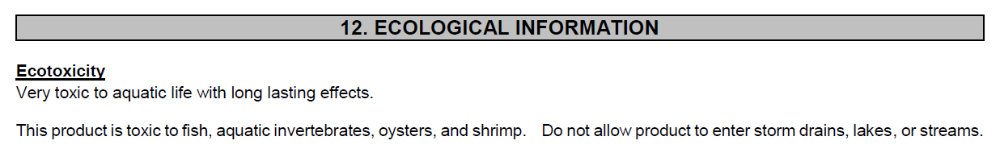 12. ECOLOGICAL INFORMATION
Ecotoxicity
Very toxic to aquatic life with long lasting effects.
This product is toxic to fish, aquatic invertebrates, oysters, and shrimp. Do not allow product to enter storm drains, lakes, or streams.